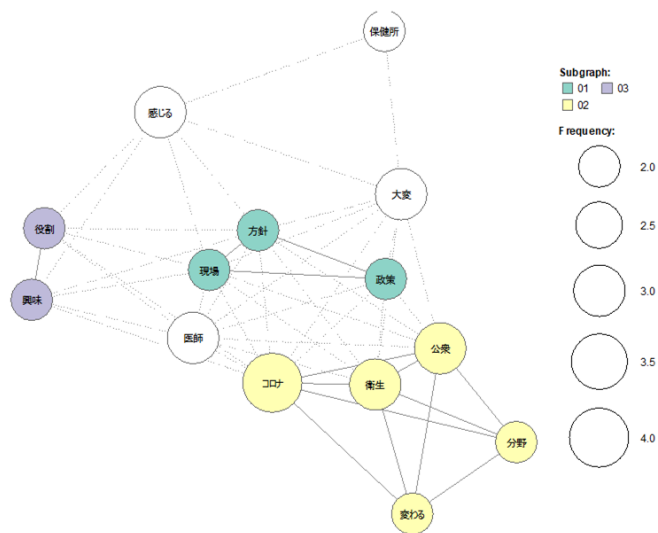 保健所
感じる
大変
役割
方針
現場
政策
興味
医師
公衆
コロナ
衛生
分野
変わる
Subgraph:
01 03
02
Frequency:
2.0
2.5
3.0
3.5
4.0